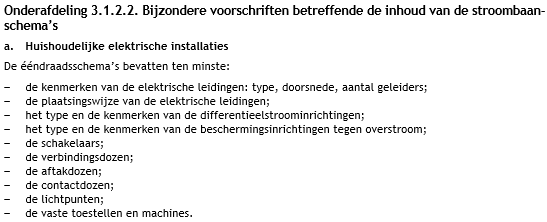 Onderafdeling 3.1.2.2. Bijzondere voorschriften betreffende de inhoud van de stroombaan-
schema's
a. Huishoudelijke elektrische installaties
De ééndraadsschema's bevatten ten minste:
– de kenmerken van de elektrische leidingen: type, doorsnede, aantal geleiders;
– de plaatsingswijze van de elektrische leidingen;
– het type en de kenmerken van de differentieelstroominrichtingen;
– het type en de kenmerken van de beschermingsinrichtingen tegen overstroom;
– de schakelaars;
– de verbindingsdozen;
– de aftakdozen;
– de contactdozen;
– de lichtpunten;
– de vaste toestellen en machines.